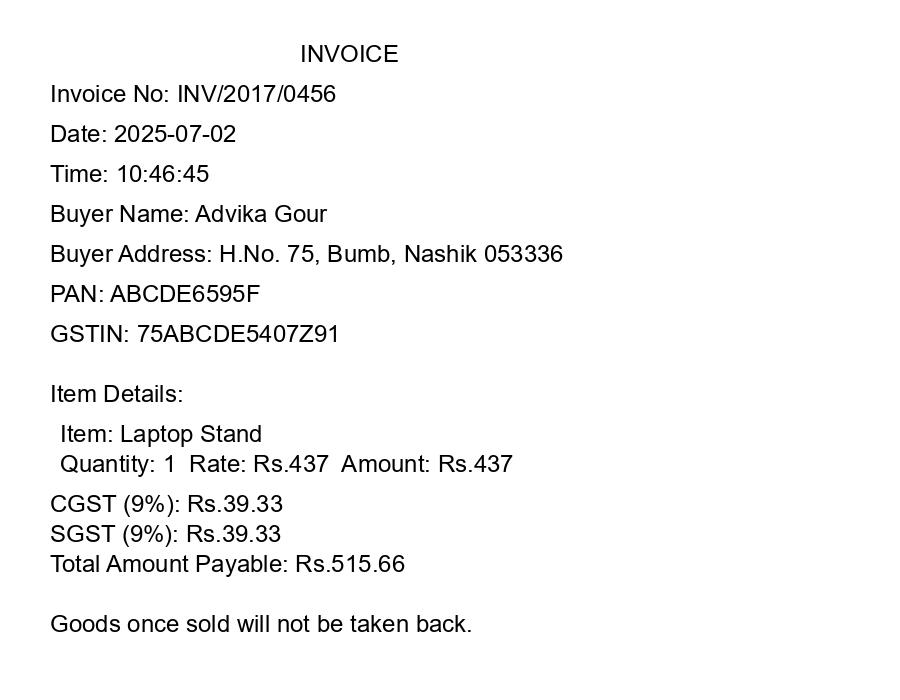 INVOICE
Invoice No: INV/2017/0456
Date: 2025-07-02
Time: 10:46:45
Buyer Name: Advika Gour
Buyer Address: H.No. 75, Bumb, Nashik 053336
PAN: ABCDE6595F
GSTIN: 75ABCDE5407Z91
Item Details:
Item: Laptop Stand
Quantity: 1  Rate: Rs.437  Amount: Rs.437
CGST (9%): Rs.39.33
SGST (9%): Rs.39.33
Total Amount Payable: Rs.515.66
Goods once sold will not be taken back.